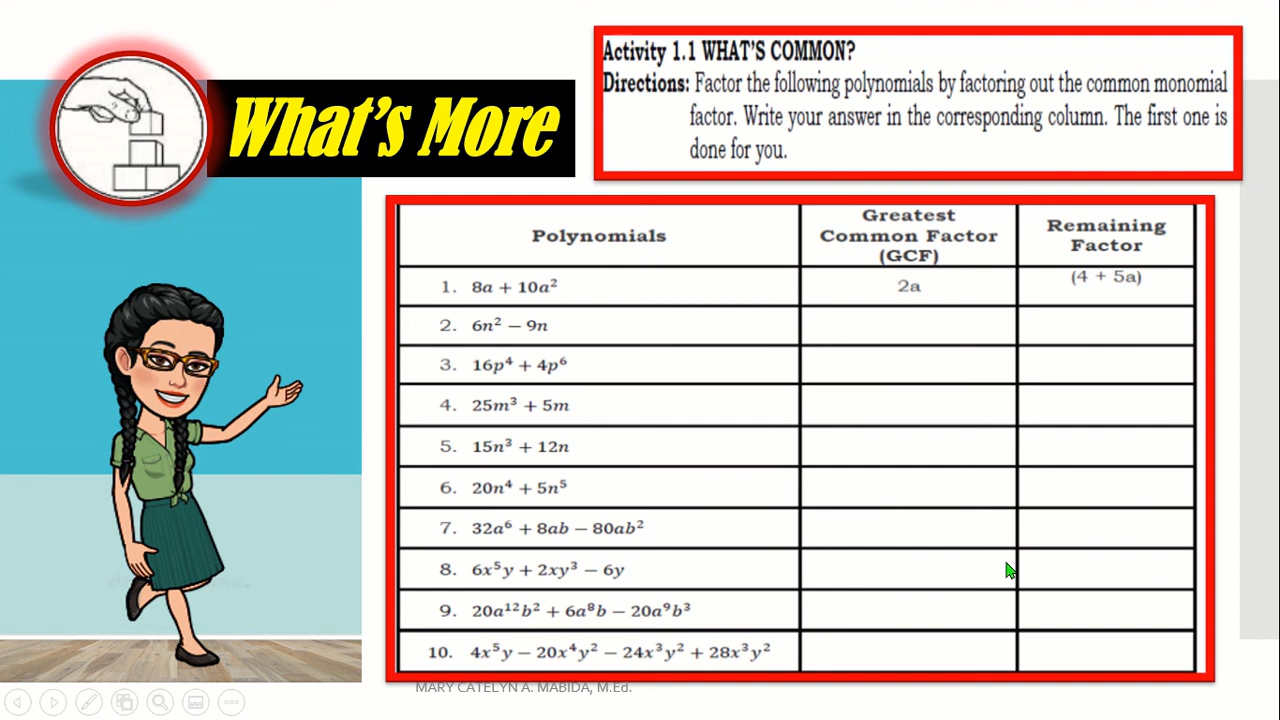 What's More
Activity 1.1 WHAT'S COMMON?
Directions: Factor the following polynomials by factoring out the common monomial
factor. Write your answer in the corresponding column. The first one is
done for you.
Polynomials
Greatest
Common Factor
(GCF)
Remaining
Factor
1. 8a + 10a² 2a (4 + 5a)
2. 6n² − 9n
3. 16p⁴ + 4p⁶
4. 25m³ + 5m
5. 15n³ + 12n
6. 20n⁴ + 5n⁵
7. 32a⁶ + 8ab − 80ab²
8. 6x⁵y + 2xy³ − 6y
9. 20a¹²b² + 6a⁸b − 20a⁹b³
10. 4x⁵y − 20x⁴y² − 24x³y² + 28x³y²
MARY CATELYN A. MABIDA, M.Ed.